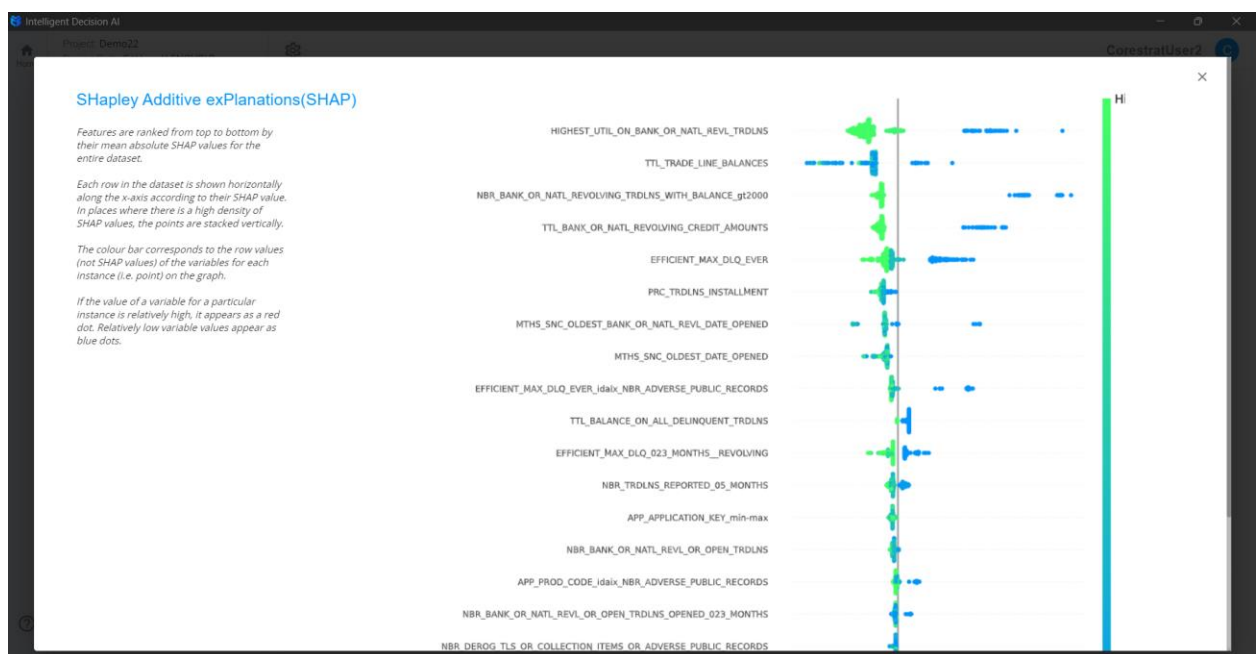 Intelligent Decision AI
Project: Demo22
CorestratUser2
C
SHapley Additive exPlanations(SHAP)
Features are ranked from top to bottom by
their mean absolute SHAP values for the
entire dataset.
Each row in the dataset is shown horizontally
along the x-axis according to their SHAP value.
In places where there is a high density of
SHAP values, the points are stacked vertically.
The colour bar corresponds to the row values
(not SHAP values) of the variables for each
instance (i.e. point) on the graph.
If the value of a variable for a particular
instance is relatively high, it appears as a red
dot. Relatively low variable values appear as
blue dots.
HIGHEST_UTIL_ON_BANK_OR_NATL_REVL_TRDLNS
TTL_TRADE_LINE_BALANCES
NBR_BANK_OR_NATL_REVOLVING_TRDLNS_WITH_BALANCE_gt2000
TTL_BANK_OR_NATL_REVOLVING_CREDIT_AMOUNTS
EFFICIENT_MAX_DLQ_EVER
PRC_TRDLNS_INSTALLMENT
MTHS_SNC_OLDEST_BANK_OR_NATL_REVL_DATE_OPENED
MTHS_SNC_OLDEST_DATE_OPENED
EFFICIENT_MAX_DLQ_EVER_idaix_NBR_ADVERSE_PUBLIC_RECORDS
TTL_BALANCE_ON_ALL_DELINQUENT_TRDLNS
EFFICIENT_MAX_DLQ_023_MONTHS__REVOLVING
NBR_TRDLNS_REPORTED_05_MONTHS
APP_APPLICATION_KEY_min-max
NBR_BANK_OR_NATL_REVL_OR_OPEN_TRDLNS
APP_PROD_CODE_idaix_NBR_ADVERSE_PUBLIC_RECORDS
NBR_BANK_OR_NATL_REVL_OR_OPEN_TRDLNS_OPENED_023_MONTHS
NBR_DEROG_TLS_OR_COLLECTION_ITEMS_OR_ADVERSE_PUBLIC_RECORDS
Hi